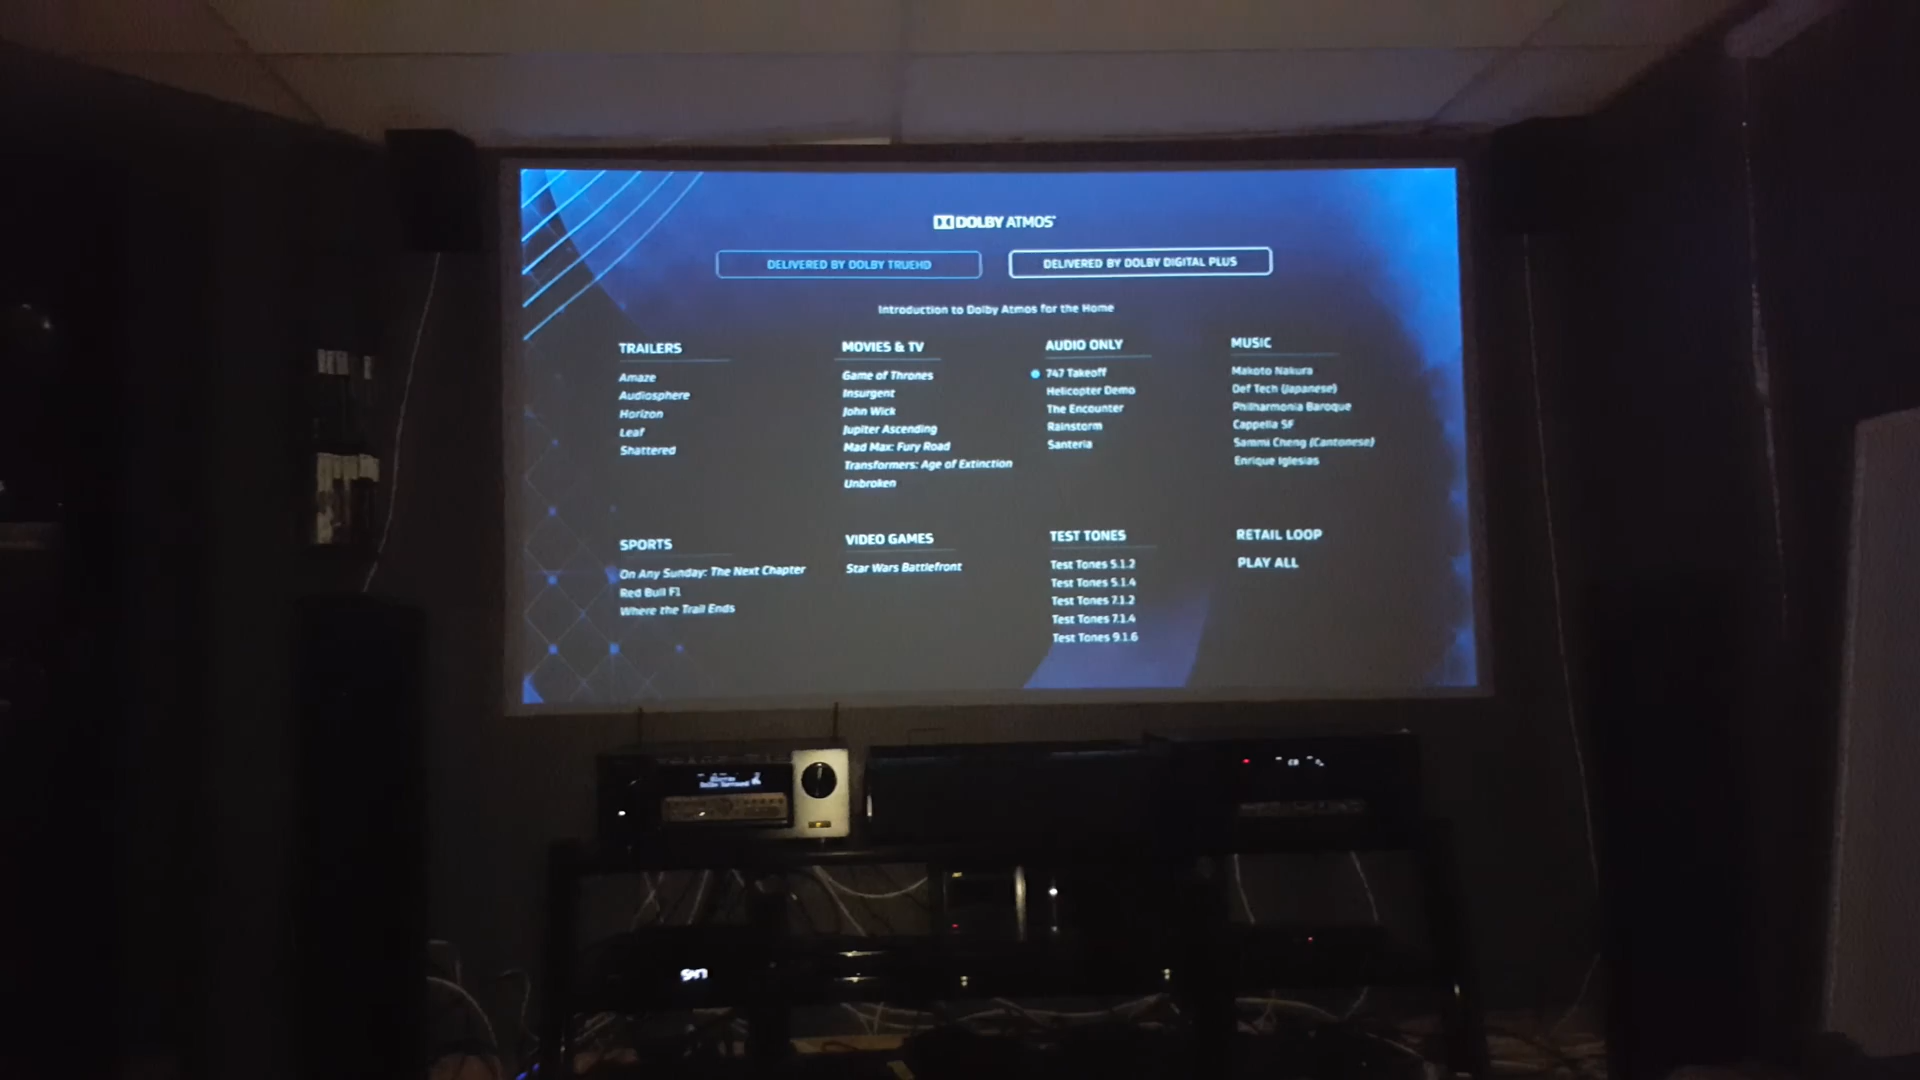 DOLBY ATMOS
DELIVERED BY DOLBY TRUEHD
DELIVERED BY DOLBY DIGITAL PLUS
Introduction to Dolby Atmos for the Home
TRAILERS
Amaze
Audiosphere
Horizon
Leaf
Shattered
MOVIES & TV
Game of Thrones
Insurgent
John Wick
Jupiter Ascending
Mad Max: Fury Road
Transformers: Age of Extinction
Unbroken
AUDIO ONLY
747 Takeoff
Helicopter Demo
The Encounter
Rainstorm
Santeria
MUSIC
Makoto Nakura
Def Tech (Japanese)
Philharmonia Baroque
Cappella SF
Sammi Cheng (Cantonese)
Enrique Iglesias
SPORTS
On Any Sunday: The Next Chapter
Red Bull F1
Where the Trail Ends
VIDEO GAMES
Star Wars Battlefront
TEST TONES
Test Tones 5.1.2
Test Tones 5.1.4
Test Tones 7.1.2
Test Tones 7.1.4
Test Tones 9.1.6
RETAIL LOOP
PLAY ALL
Dolby Surround